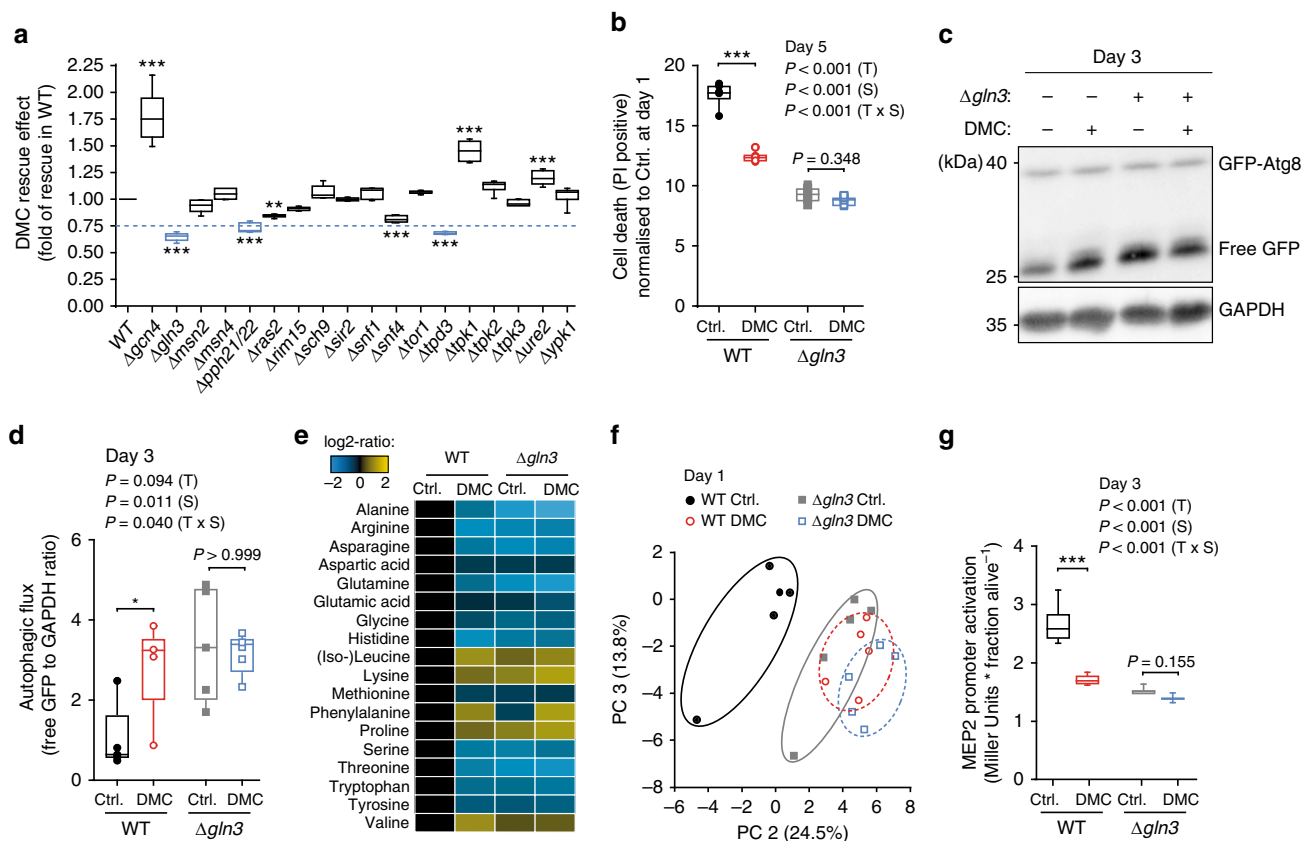 a
DMC rescue effect
(fold of rescue in WT)
2.25
2.00
1.75
1.50
1.25
1.00
0.75
0.50
0.25
0.00
***
***
***
**
***
***
***
***
WT
Δgcn4
Δgln3
Δmsn2
Δmsn4
Δpph21/22
Δras2
Δrim15
Δsch9
Δsir2
Δsnf1
Δsnf4
Δtor1
Δtpd3
Δtpk1
Δtpk2
Δtpk3
Δure2
Δypk1
b
Cell death (PI positive)
normalised to Ctrl. at day 1
20
15
10
5
0
***
Day 5
P < 0.001 (T)
P < 0.001 (S)
P < 0.001 (T x S)
P = 0.348
Ctrl. DMC Ctrl. DMC
WT Δgln3
c
Day 3
Δgln3: – – + +
DMC: – + – +
(kDa)
40
25
35
GFP-Atg8
Free GFP
GAPDH
d
Day 3
P = 0.094 (T)
P = 0.011 (S)
P = 0.040 (T x S)
Autophagic flux
(free GFP to GAPDH ratio)
6
4
2
0
*
P > 0.999
Ctrl. DMC Ctrl. DMC
WT Δgln3
e
log2-ratio:
–2 0 2
WT Δgln3
Ctrl. DMC Ctrl. DMC
Alanine
Arginine
Asparagine
Aspartic acid
Glutamine
Glutamic acid
Glycine
Histidine
(Iso-)Leucine
Lysine
Methionine
Phenylalanine
Proline
Serine
Threonine
Tryptophan
Tyrosine
Valine
f
Day 1
WT Ctrl. Δgln3 Ctrl.
WT DMC Δgln3 DMC
PC 3 (13.8%)
2
0
–2
–4
–6
–8
–6 –4 –2 0 2 4 6 8
PC 2 (24.5%)
g
Day 3
P < 0.001 (T)
P < 0.001 (S)
P < 0.001 (T x S)
MEP2 promoter activation
(Miller Units * fraction alive⁻¹)
4
3
2
1
0
***
P = 0.155
Ctrl. DMC Ctrl. DMC
WT Δgln3